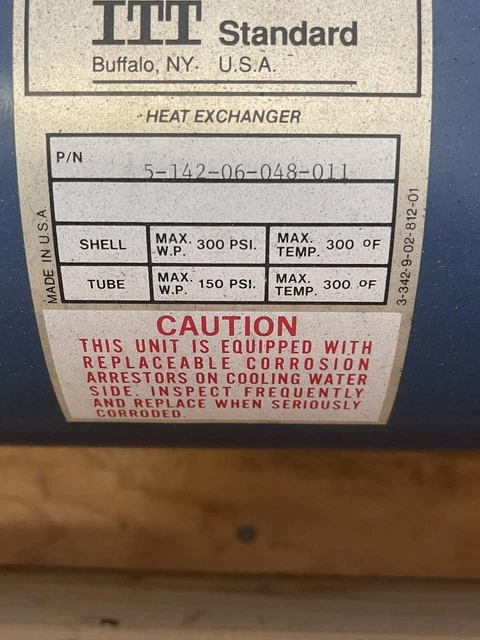 ITT Standard
Buffalo, NY. U.S.A.
HEAT EXCHANGER
P/N 5-142-06-048-011
SHELL MAX. W.P. 300 PSI. MAX. TEMP. 300 OF
TUBE MAX. W.P. 150 PSI. MAX. TEMP. 300 OF
MADE IN U.S.A
3-342-9-02-812-01
CAUTION
THIS UNIT IS EQUIPPED WITH
REPLACEABLE CORROSION
ARRESTORS ON COOLING WATER
SIDE. INSPECT FREQUENTLY
AND REPLACE WHEN SERIOUSLY
CORRODED.